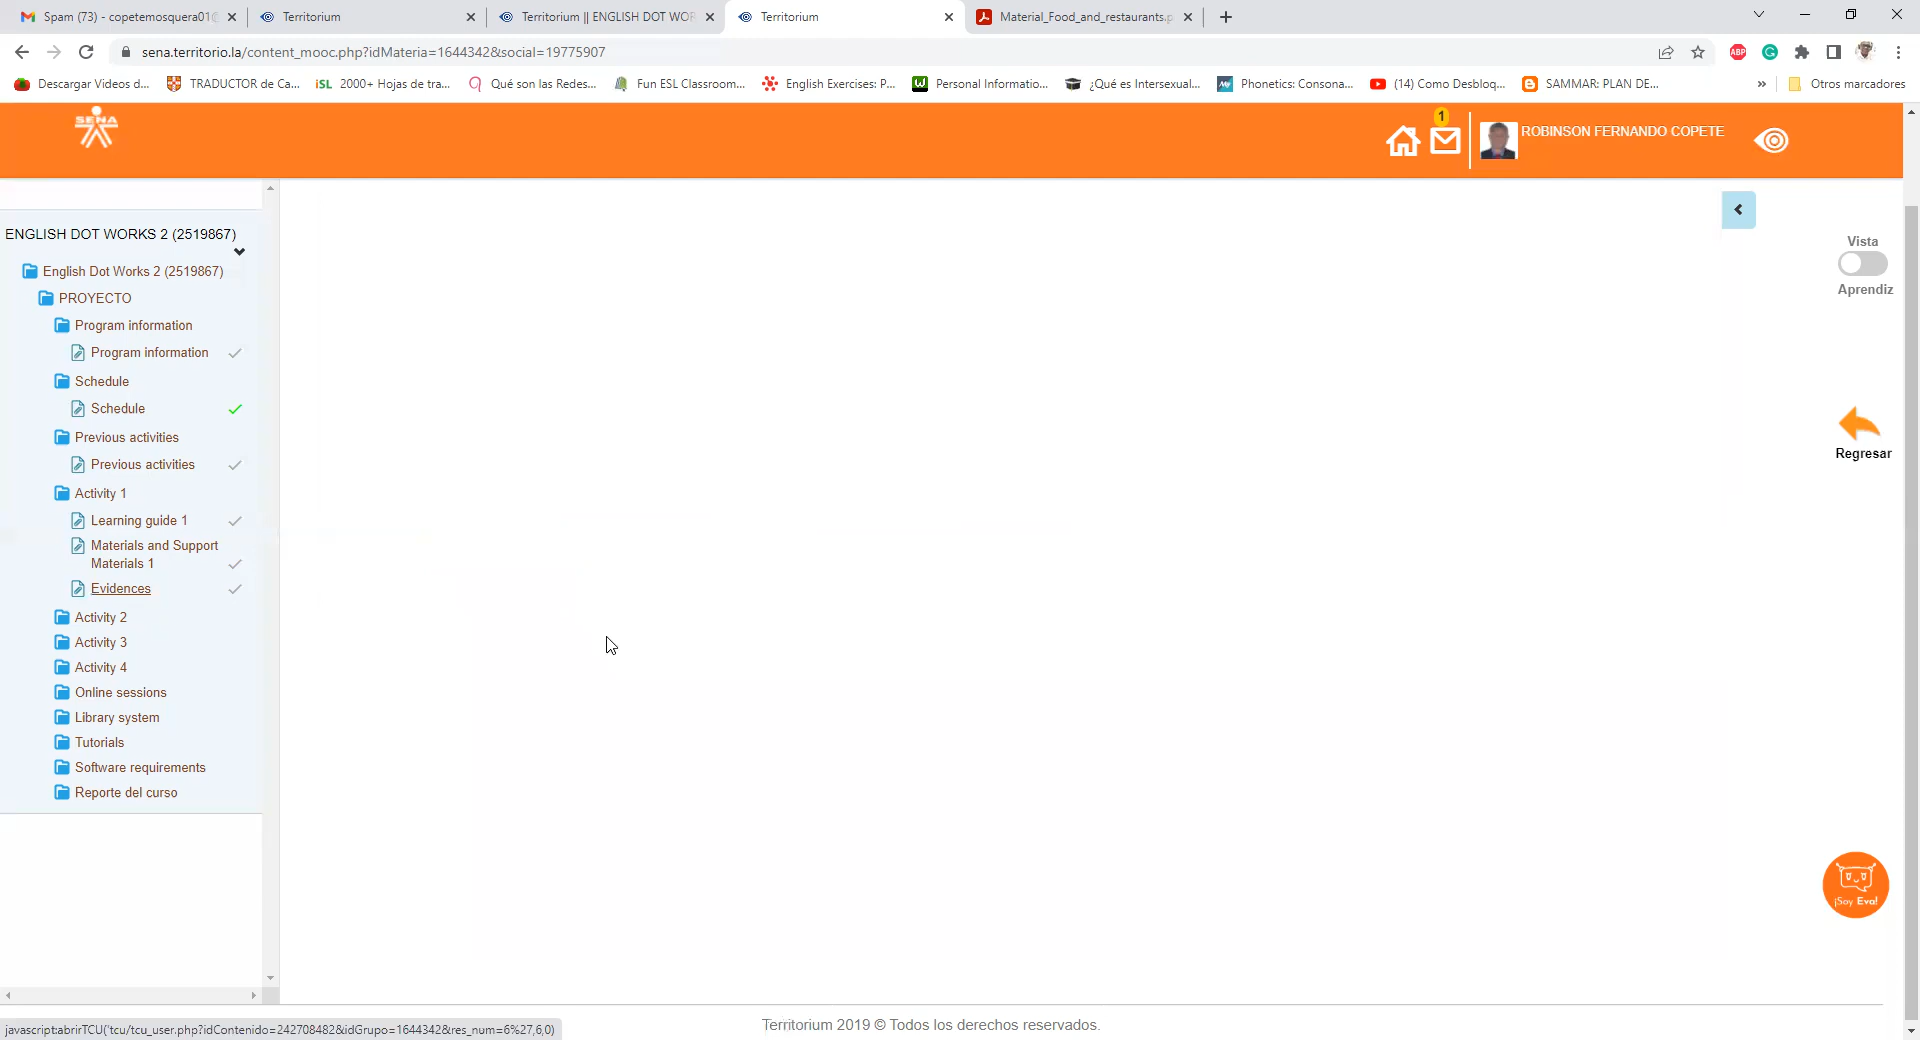 Spam (73) - copetemosquera01@
Territorium
Territorium || ENGLISH DOT WOR
Territorium
Material_Food_and_restaurants.p
sena.territorio.la/content_mooc.php?idMateria=1644342&social=19775907
ABP
Descargar Videos d...
TRADUCTOR de Ca...
iSL 2000+ Hojas de tra...
Qué son las Redes...
Fun ESL Classroom...
English Exercises: P...
Personal Informatio...
¿Qué es Intersexual...
Phonetics: Consona...
(14) Como Desbloq...
SAMMAR: PLAN DE...
»
Otros marcadores
SENA
1
ROBINSON FERNANDO COPETE
ENGLISH DOT WORKS 2 (2519867)
English Dot Works 2 (2519867)
PROYECTO
Program information
Program information
Schedule
Schedule
Previous activities
Previous activities
Activity 1
Learning guide 1
Materials and Support
Materials 1
Evidences
Activity 2
Activity 3
Activity 4
Online sessions
Library system
Tutorials
Software requirements
Reporte del curso
Vista
Aprendiz
Regresar
¡Soy Eva!
javascript:abrirTCU('tcu/tcu_user.php?idContenido=242708482&idGrupo=1644342&res_num=6%27,6,0)
Territorium 2019 © Todos los derechos reservados.